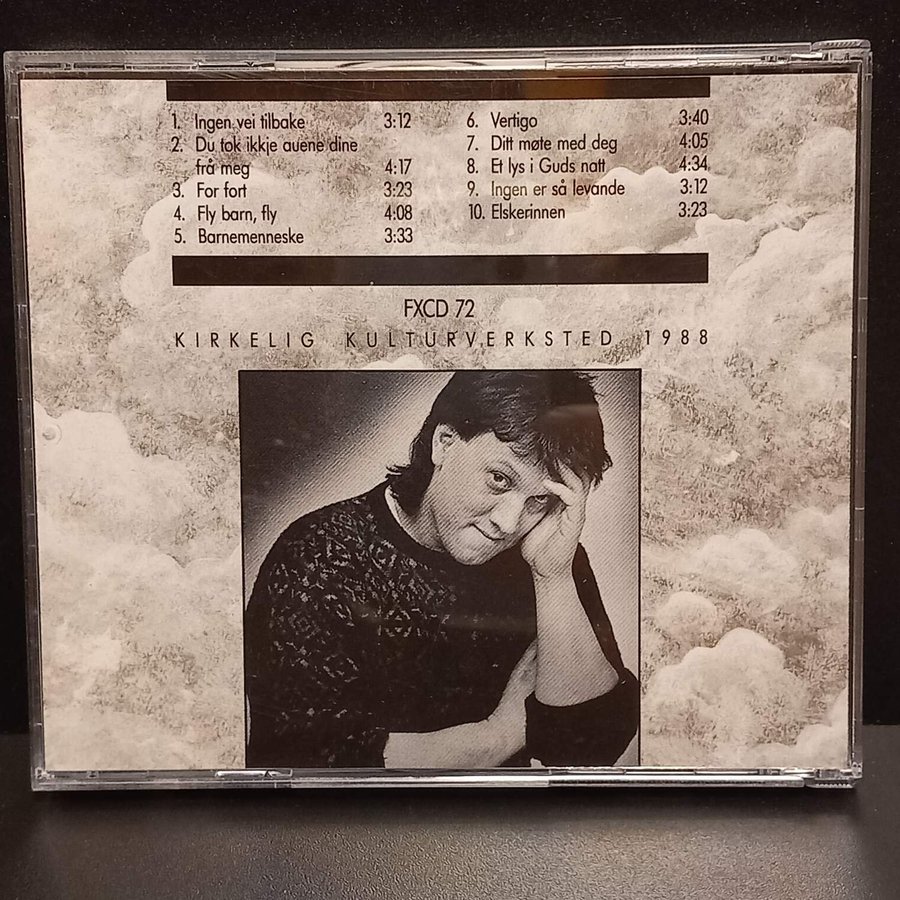 1. Ingen vei tilbake 3:12
2. Du tok ikkje auene dine
frå meg 4:17
3. For fort 3:23
4. Fly barn, fly 4:08
5. Barnemenneske 3:33
6. Vertigo 3:40
7. Ditt møte med deg 4:05
8. Et lys i Guds natt 4:34
9. Ingen er så levande 3:12
10. Elskerinnen 3:23
FXCD 72
KIRKELIG KULTURVERKSTED 1988